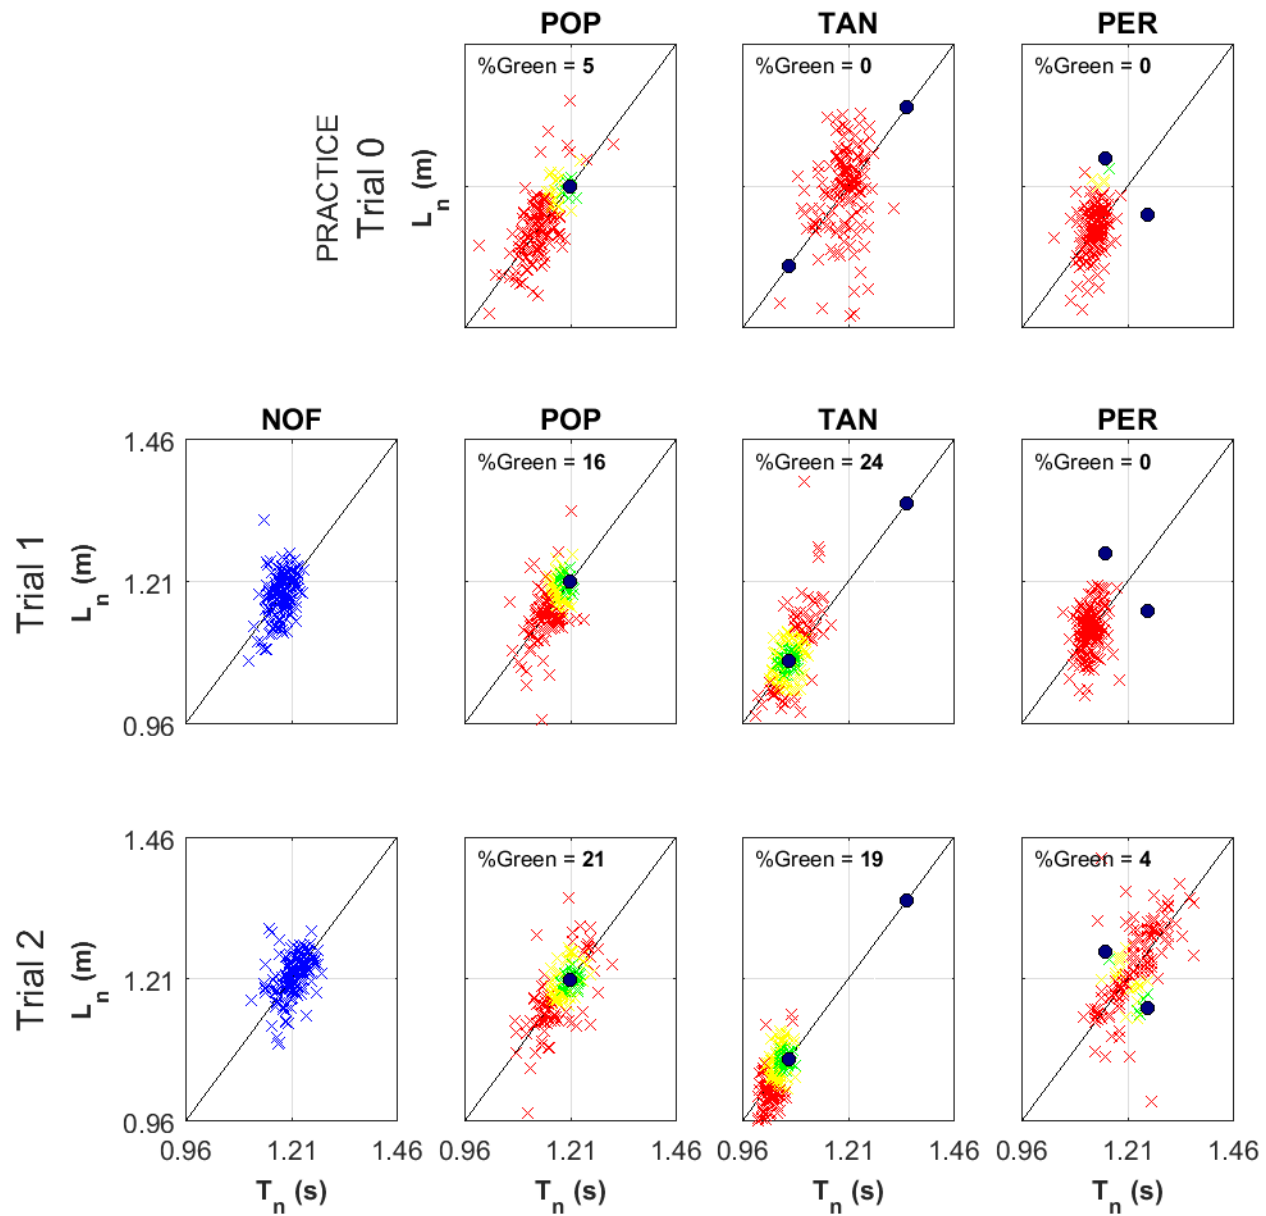 POP TAN PER
PRACTICE
Trial 0
L_n (m)
%Green = 5
%Green = 0
%Green = 0
NOF POP TAN PER
Trial 1
L_n (m)
1.46
1.21
0.96
%Green = 16
%Green = 24
%Green = 0
Trial 2
L_n (m)
1.46
1.21
0.96
%Green = 21
%Green = 19
%Green = 4
0.96 1.21 1.46 0.96 1.21 1.46 0.96 1.21 1.46 0.96 1.21 1.46
T_n (s) T_n (s) T_n (s) T_n (s)